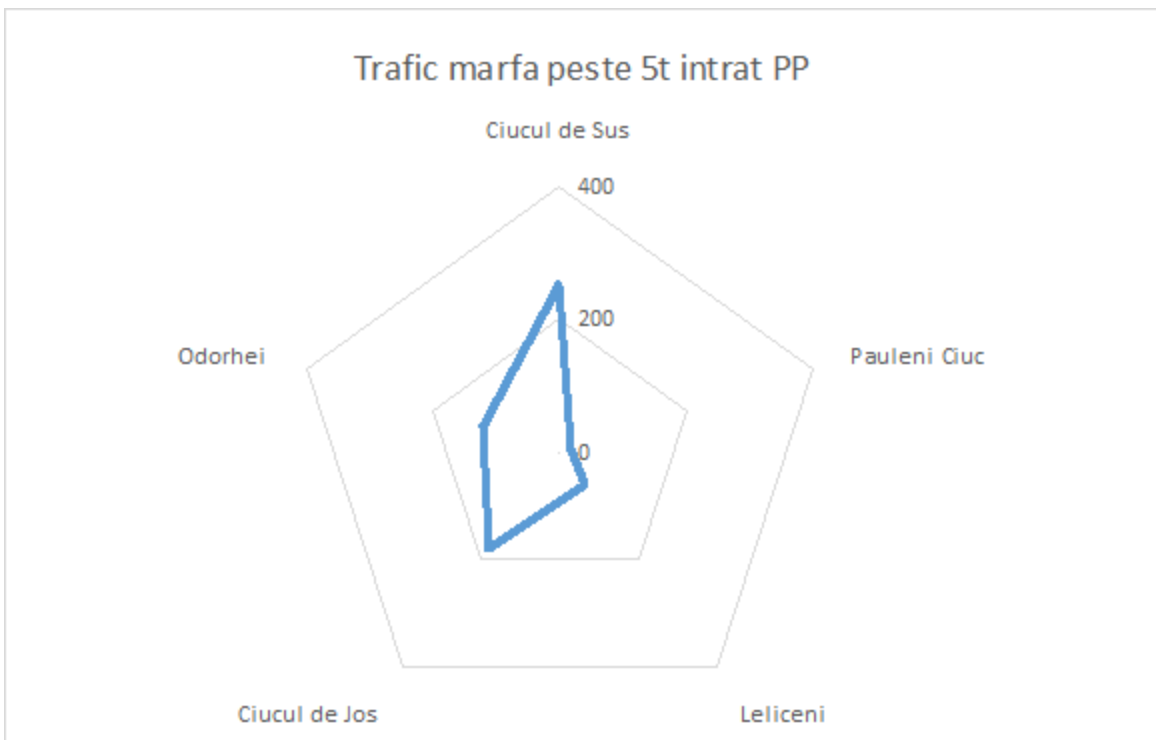 Trafic marfa peste 5t intrat PP
Ciucul de Sus
400
200
Odorhei
Pauleni Ciuc
0
Ciucul de Jos
Leliceni